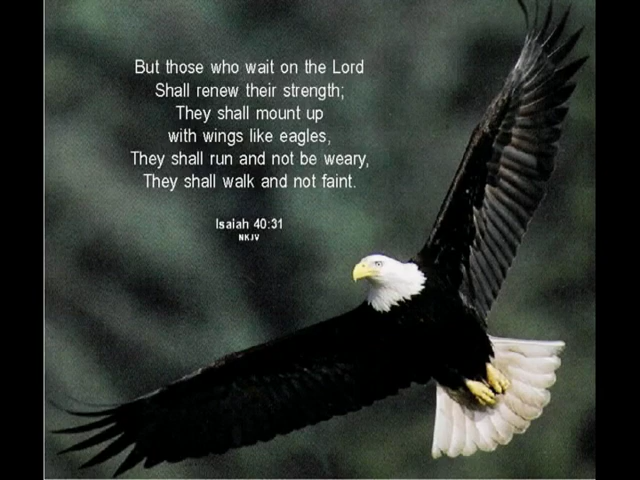 But those who wait on the Lord
Shall renew their strength;
They shall mount up
with wings like eagles,
They shall run and not be weary,
They shall walk and not faint.
Isaiah 40:31
NKJV